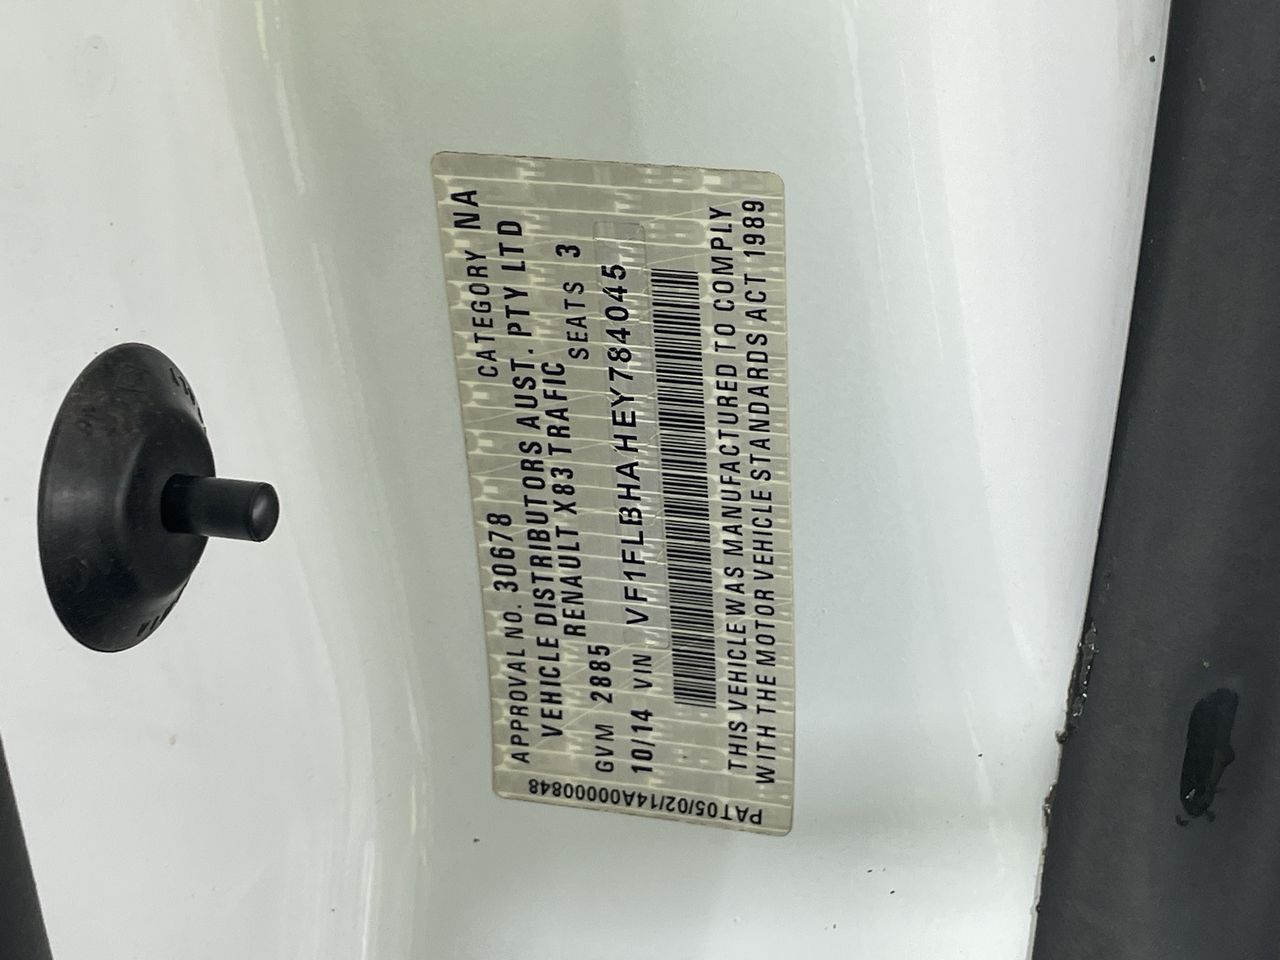 APPROVAL NO. 30678 CATEGORY NA
VEHICLE DISTRIBUTORS AUST. PTY LTD
RENAULT X83 TRAFIC
GVM 2885 SEATS 3
10/14 VIN VF1FLBHAHEY784045
THIS VEHICLE WAS MANUFACTURED TO COMPLY
WITH THE MOTOR VEHICLE STANDARDS ACT 1989
PAT05/02/14A00000848